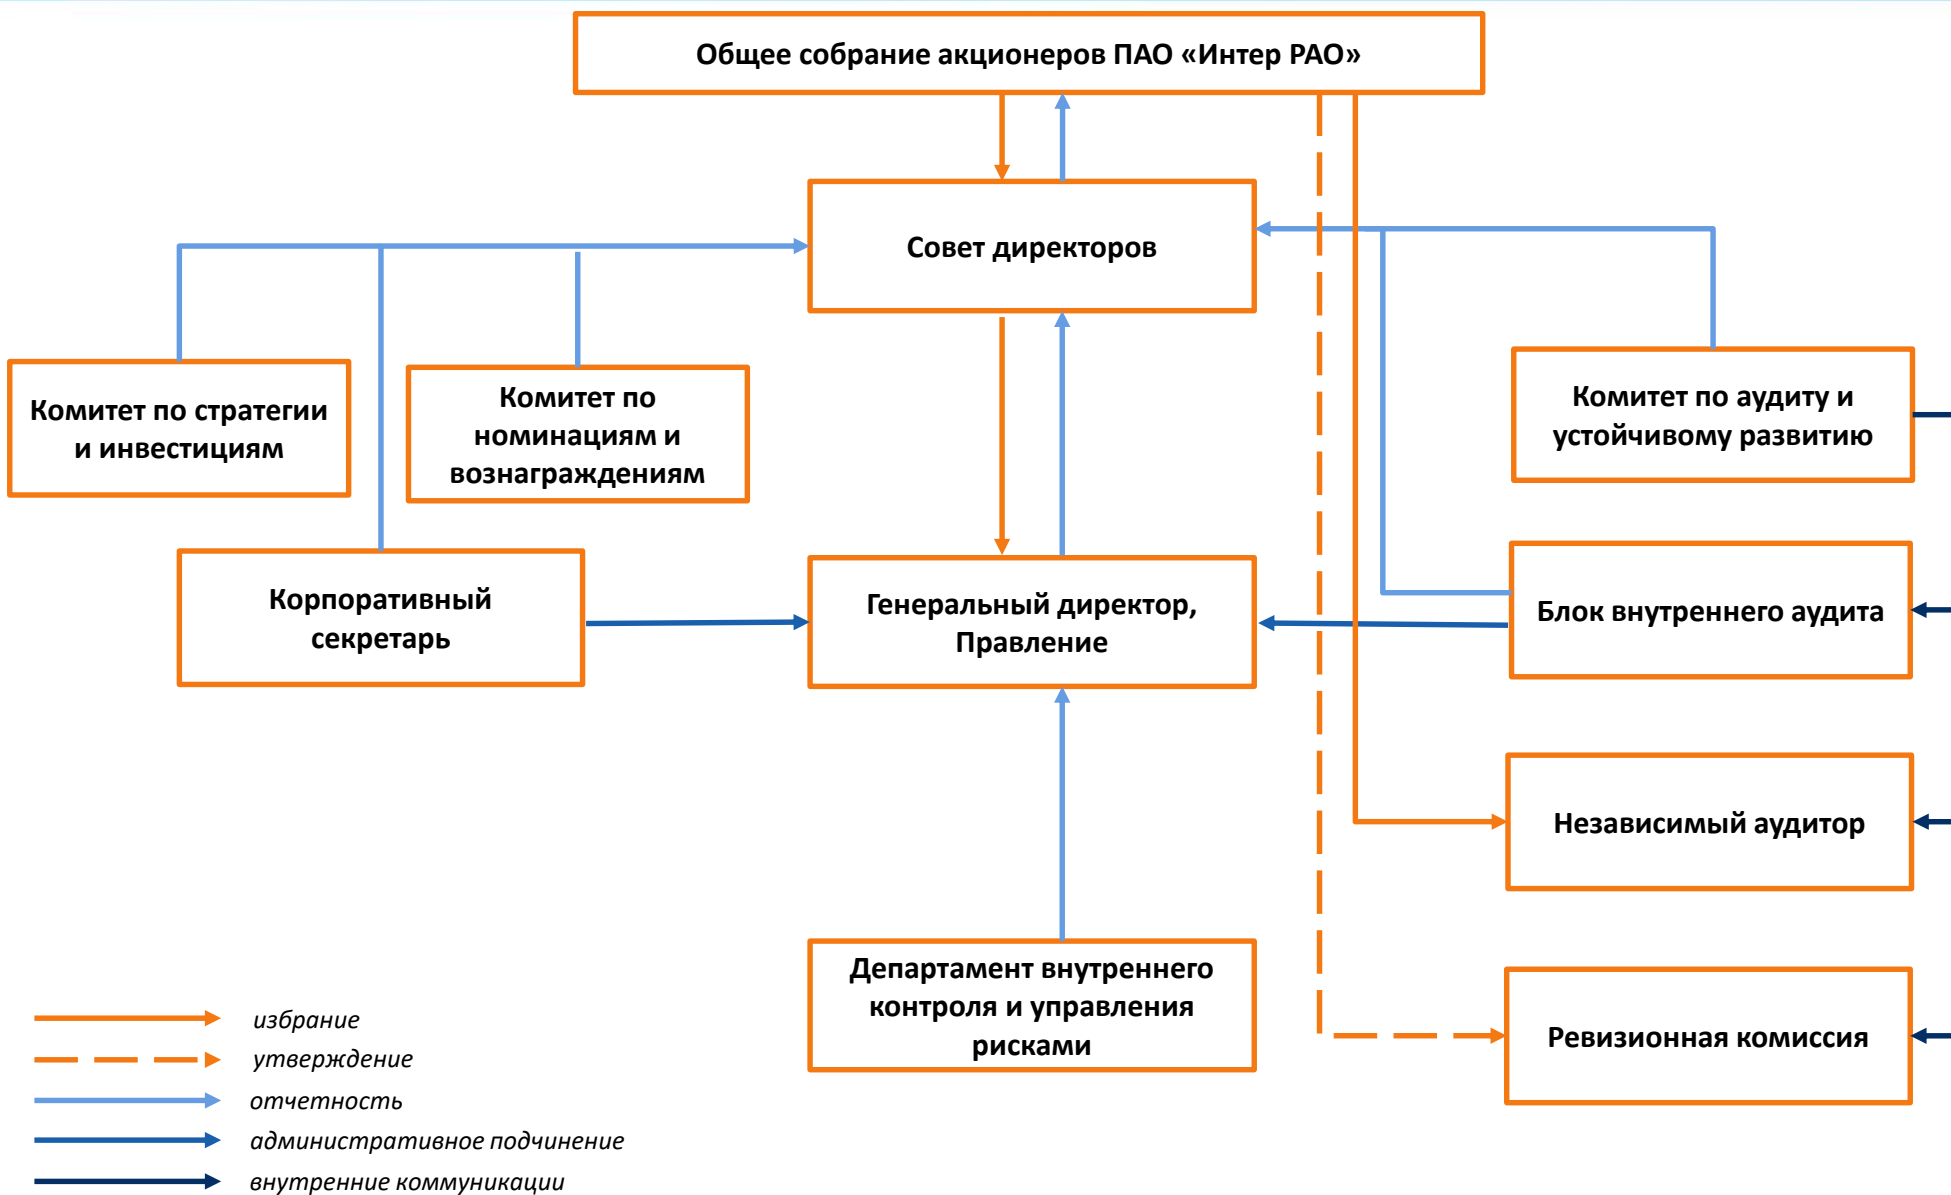 Общее собрание акционеров ПАО «Интер РАО»
Совет директоров
Комитет по стратегии
и инвестициям
Комитет по
номинациям и
вознаграждениям
Комитет по аудиту и
устойчивому развитию
Корпоративный
секретарь
Генеральный директор,
Правление
Блок внутреннего аудита
Независимый аудитор
Департамент внутреннего
контроля и управления
рисками
Ревизионная комиссия
избрание
утверждение
отчетность
административное подчинение
внутренние коммуникации